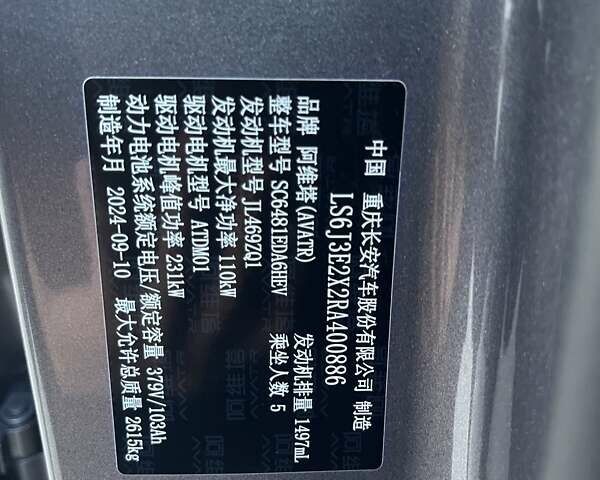 中国 重庆长安汽车股份有限公司 制造
LS6J3E2X2RA400886
品牌 阿维塔(AVATR) 发动机排量 1497mL
整车型号 SC6481EDA6HEV 乘坐人数 5
发动机型号 JL469ZQ1
发动机最大净功率 110kW
驱动电机型号 ATDM01
驱动电机峰值功率 231kW
动力电池系统额定电压/额定容量 379V/103Ah
制造年月 2024-09-10 最大允许总质量 2615kg